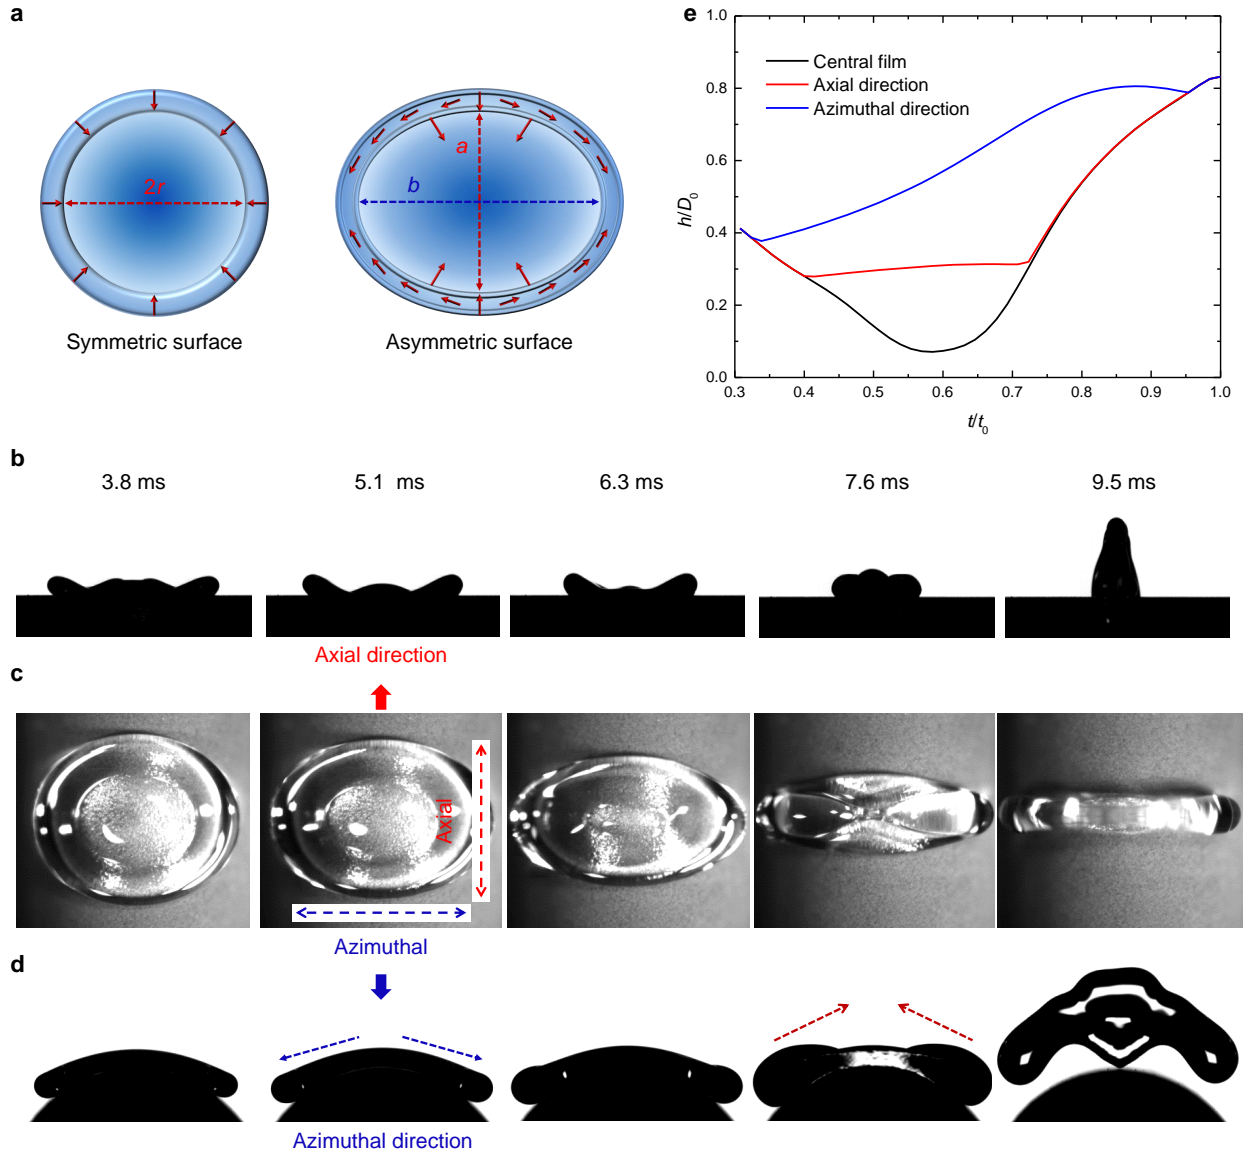 a
2r
Symmetric surface
a
b
Asymmetric surface
e
1.0
0.8
0.6
0.4
0.2
0.0
h/D0
Central film
Axial direction
Azimuthal direction
0.3 0.4 0.5 0.6 0.7 0.8 0.9 1.0
t/t0
b
3.8 ms 5.1 ms 6.3 ms 7.6 ms 9.5 ms
Axial direction
c
Axial
Azimuthal
d
Azimuthal direction